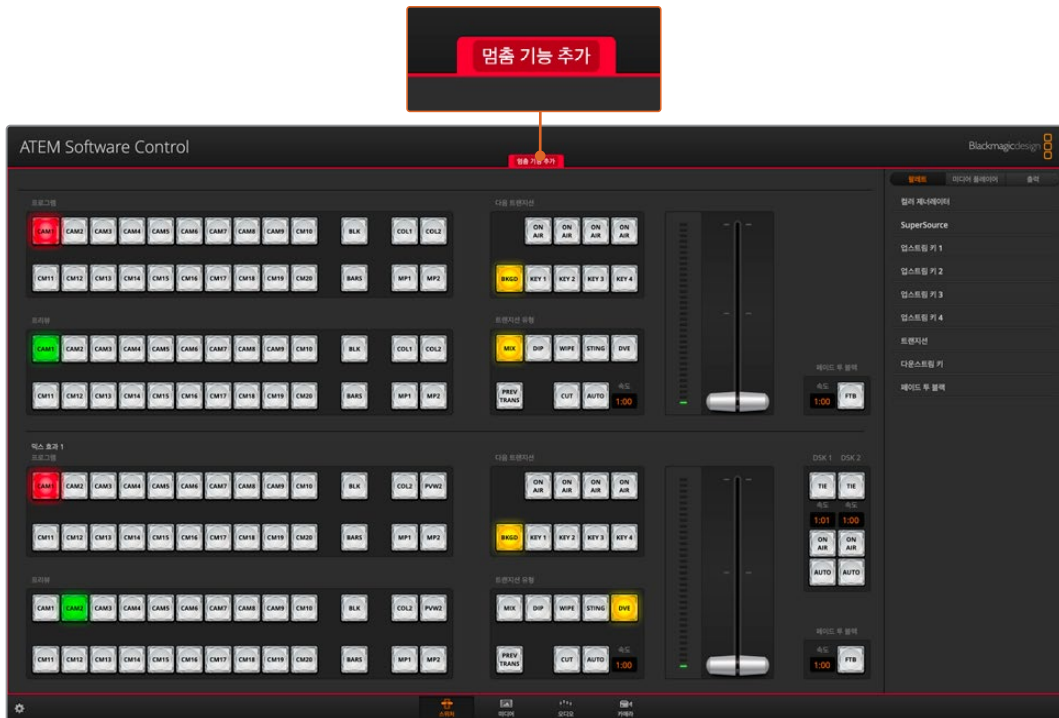 멈춤 기능 추가
ATEM Software Control
멈춤 기능 추가
Blackmagicdesign
팔레트 미디어 플레이어 출력
컬러 제너레이터
SuperSource
업스트림 키 1
업스트림 키 2
업스트림 키 3
업스트림 키 4
트랜지션
다운스트림 키
페이드 투 블랙
프로그램
CAM1 CAM2 CAM3 CAM4 CAM5 CAM6 CAM7 CAM8 CAM9 CM10 BLK COL1 COL2
CM11 CM12 CM13 CM14 CM15 CM16 CM17 CM18 CM19 CM20 BARS MP1 MP2
다음 트랜지션
ON AIR ON AIR ON AIR ON AIR
BKGD KEY 1 KEY 2 KEY 3 KEY 4
프리뷰
CAM1 CAM2 CAM3 CAM4 CAM5 CAM6 CAM7 CAM8 CAM9 CM10 BLK COL1 COL2
CM11 CM12 CM13 CM14 CM15 CM16 CM17 CM18 CM19 CM20 BARS MP1 MP2
트랜지션 유형
MIX DIP WIPE STING DVE
속도
PREV TRANS CUT AUTO 1:00
페이드 투 블랙
속도
1:00 FTB
믹스 효과 1
프로그램
CAM1 CAM2 CAM3 CAM4 CAM5 CAM6 CAM7 CAM8 CAM9 CM10 BLK COL2 PVW2
CM11 CM12 CM13 CM14 CM15 CM16 CM17 CM18 CM19 CM20 BARS MP1 MP2
다음 트랜지션
ON AIR ON AIR ON AIR ON AIR
BKGD KEY 1 KEY 2 KEY 3 KEY 4
DSK 1 DSK 2
TIE TIE
속도 속도
1:01 1:00
ON AIR ON AIR
AUTO AUTO
프리뷰
CAM1 CAM2 CAM3 CAM4 CAM5 CAM6 CAM7 CAM8 CAM9 CM10 BLK COL2 PVW2
CM11 CM12 CM13 CM14 CM15 CM16 CM17 CM18 CM19 CM20 BARS MP1 MP2
트랜지션 유형
MIX DIP WIPE STING DVE
속도
PREV TRANS CUT AUTO 1:00
페이드 투 블랙
속도
1:00 FTB
스위처 미디어 오디오 카메라